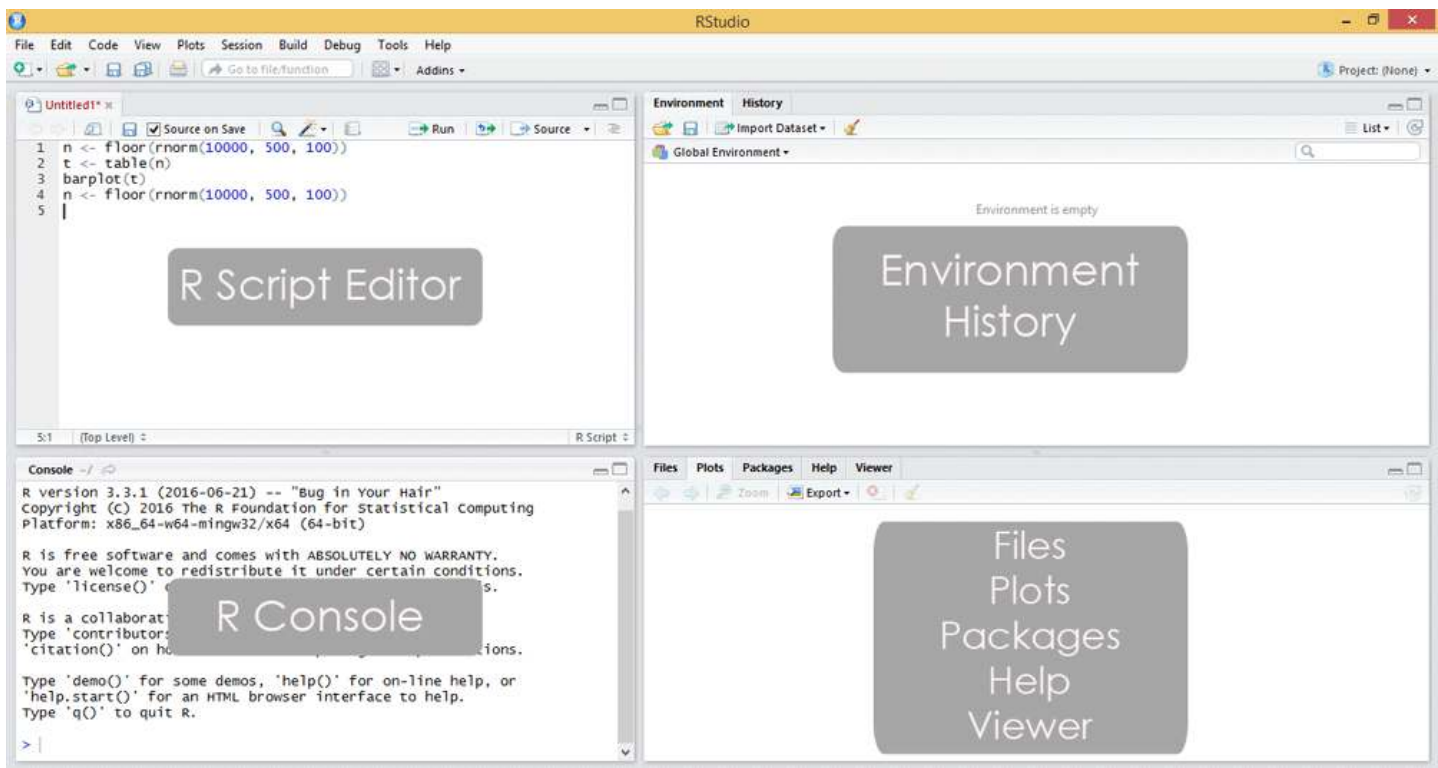 RStudio
File Edit Code View Plots Session Build Debug Tools Help
Go to file/function Addins
Project: (None)
Untitled1*
Source on Save Run Source
1 n <- floor(rnorm(10000, 500, 100))
2 t <- table(n)
3 barplot(t)
4 n <- floor(rnorm(10000, 500, 100))
5
R Script Editor
5:1 (Top Level) R Script
Environment History
Import Dataset List
Global Environment
Environment is empty
Environment
History
Console ~/
R version 3.3.1 (2016-06-21) -- "Bug in Your Hair"
Copyright (C) 2016 The R Foundation for Statistical Computing
Platform: x86_64-w64-mingw32/x64 (64-bit)
R is free software and comes with ABSOLUTELY NO WARRANTY.
You are welcome to redistribute it under certain conditions.
Type 'license()'
R is a
Type
'citation()' on
R Console
Type 'demo()' for some demos, 'help()' for on-line help, or
'help.start()' for an HTML browser interface to help.
Type 'q()' to quit R.
>
Files Plots Packages Help Viewer
Zoom Export
Files
Plots
Packages
Help
Viewer